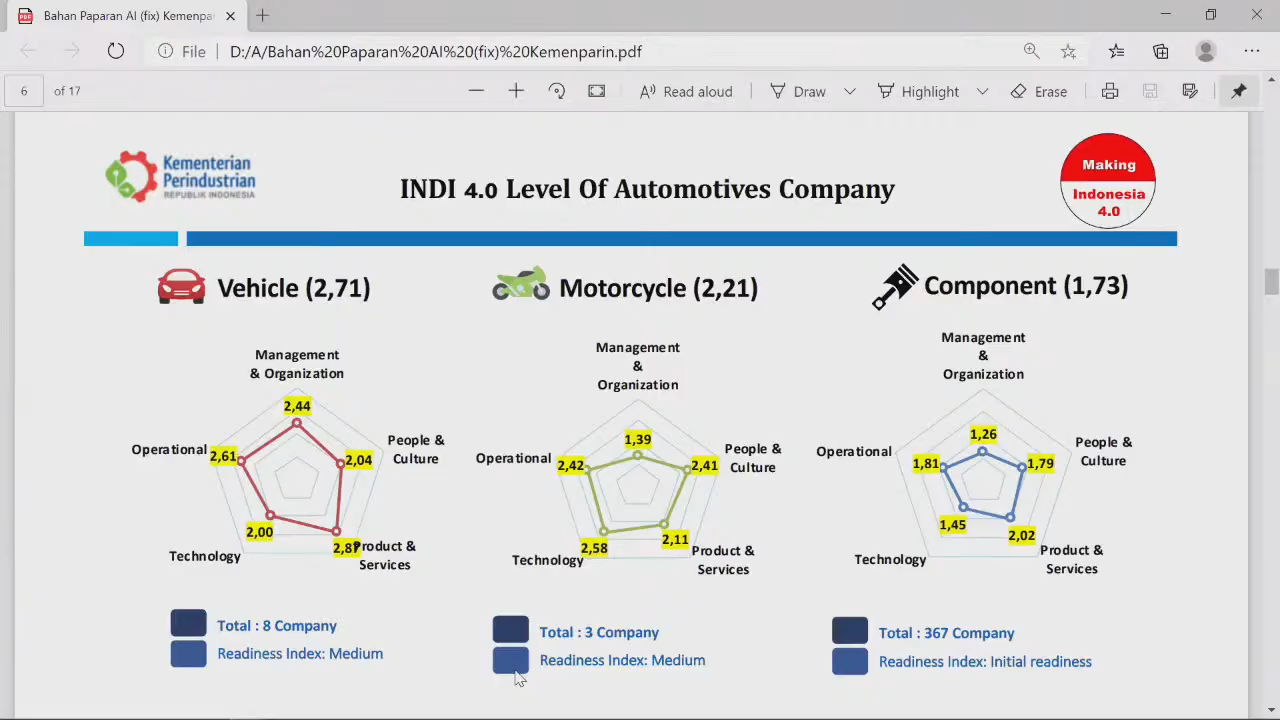 Bahan Paparan AI (fix) Kemenpar
File
D:/A/Bahan%20Paparan%20AI%20(fix)%20Kemenparin.pdf
6 of 17
Read aloud
Draw
Highlight
Erase
Kementerian
Perindustrian
REPUBLIK INDONESIA
INDI 4.0 Level Of Automotives Company
Making
Indonesia
4.0
Vehicle (2,71)
Management
& Organization
2,44
Operational
2,61
People &
Culture
2,04
2,00
Technology
2,87
Product &
Services
Total : 8 Company
Readiness Index: Medium
Motorcycle (2,21)
Management
&
Organization
1,39
Operational
2,42
People &
Culture
2,41
2,58
Technology
2,11
Product &
Services
Total : 3 Company
Readiness Index: Medium
Component (1,73)
Management
&
Organization
1,26
Operational
1,81
People &
Culture
1,79
1,45
Technology
2,02
Product &
Services
Total : 367 Company
Readiness Index: Initial readiness